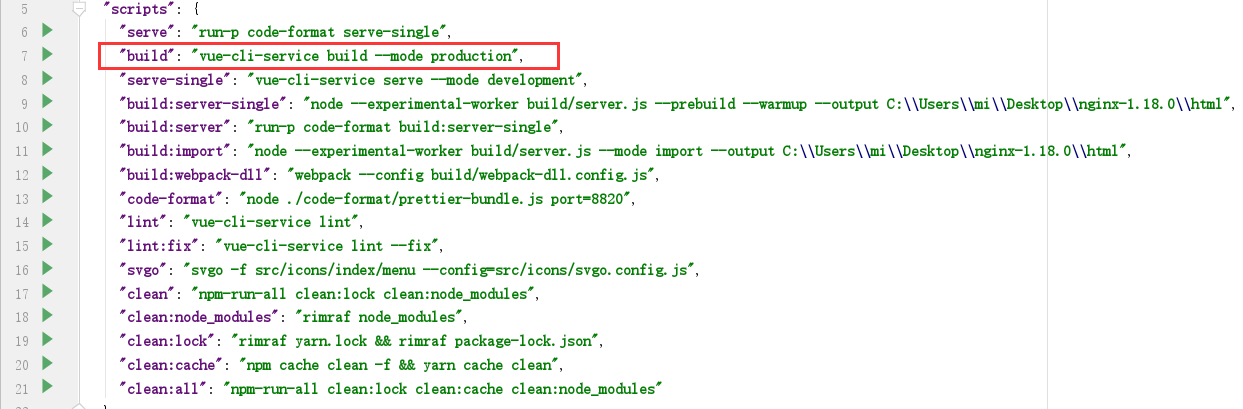 5 "scripts": {
6 "serve": "run-p code-format serve-single",
7 "build": "vue-cli-service build --mode production",
8 "serve-single": "vue-cli-service serve --mode development",
9 "build:server-single": "node --experimental-worker build/server.js --prebuild --warmup --output C:\\Users\\mi\\Desktop\\nginx-1.18.0\\html",
10 "build:server": "run-p code-format build:server-single",
11 "build:import": "node --experimental-worker build/server.js --mode import --output C:\\Users\\mi\\Desktop\\nginx-1.18.0\\html",
12 "build:webpack-dll": "webpack --config build/webpack-dll.config.js",
13 "code-format": "node ./code-format/prettier-bundle.js port=8820",
14 "lint": "vue-cli-service lint",
15 "lint:fix": "vue-cli-service lint --fix",
16 "svgo": "svgo -f src/icons/index/menu --config=src/icons/svgo.config.js",
17 "clean": "npm-run-all clean:lock clean:node_modules",
18 "clean:node_modules": "rimraf node_modules",
19 "clean:lock": "rimraf yarn.lock && rimraf package-lock.json",
20 "clean:cache": "npm cache clean -f && yarn cache clean",
21 "clean:all": "npm-run-all clean:lock clean:cache clean:node_modules"